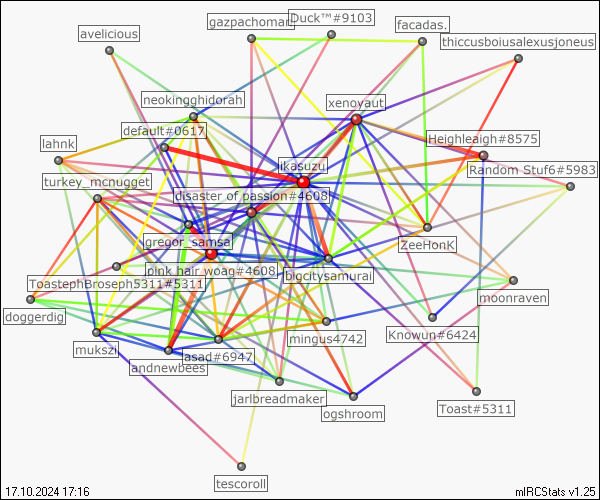 gazpachoman
Duck™#9103
facadas.
avelicious
thiccusboiusalexusjoneus
neokingghidorah
xenoyaut
default#0617
Heighleaigh#8575
lahnk
ikasuzu
Random Stuf6#5983
turkey_mcnugget
disaster of passion#4608
gregor_samsa
ZeeHonK
ToastephBroseph5311#5311
pink hair woag#4608
bigcitysamurai
moonraven
doggerdig
Knowun#6424
mingus4742
mukszi
asad#6947
andnewbees
jarlbreadmaker
ogshroom
Toast#5311
tescoroll
17.10.2024 17:16
mIRCStats v1.25